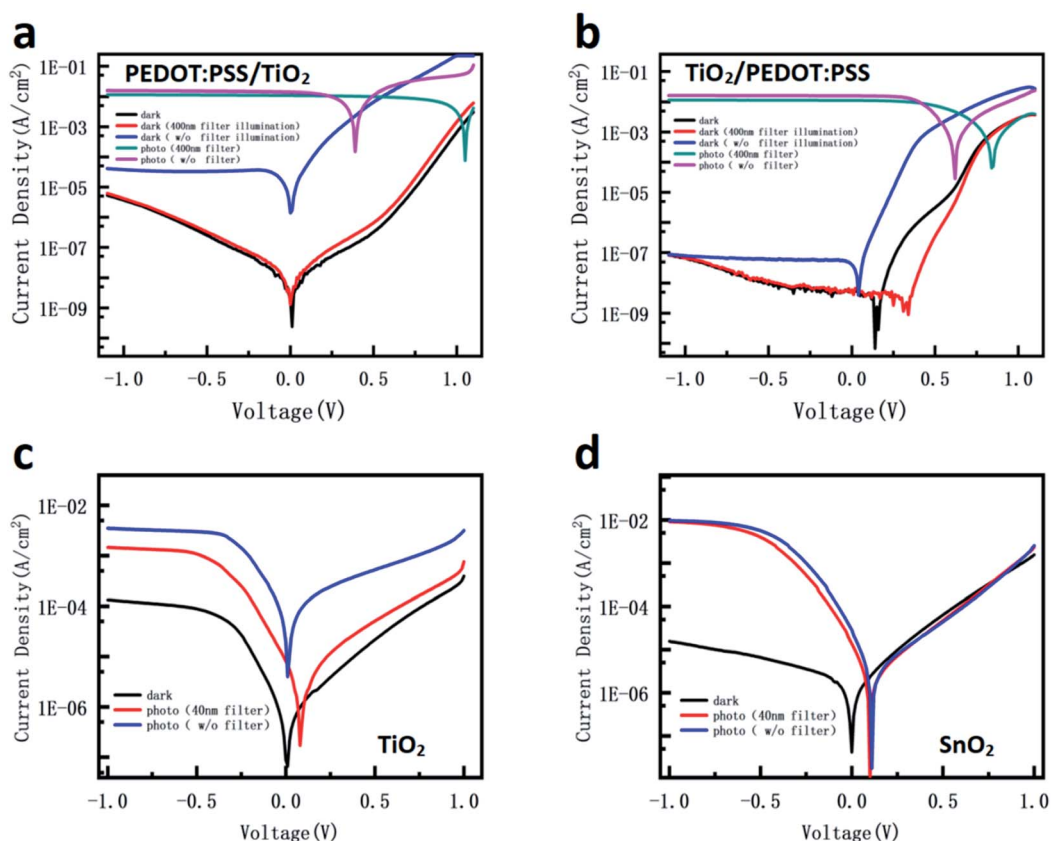 a
PEDOT:PSS/TiO₂
dark
dark (400nm filter illumination)
dark ( w/o filter illumination)
photo (400nm filter)
photo ( w/o filter)
1E-01
1E-03
1E-05
1E-07
1E-09
Current Density(A/cm²)
-1.0 -0.5 0.0 0.5 1.0
Voltage(V)
b
TiO₂/PEDOT:PSS
dark
dark (400nm filter illumination)
dark ( w/o filter illumination)
photo (400nm filter)
photo ( w/o filter)
1E-01
1E-03
1E-05
1E-07
1E-09
Current Density(A/cm²)
-1.0 -0.5 0.0 0.5 1.0
Voltage(V)
c
1E-02
1E-04
1E-06
Current Density(A/cm²)
dark
photo (40nm filter)
photo ( w/o filter)
TiO₂
-1.0 -0.5 0.0 0.5 1.0
Voltage(V)
d
1E-02
1E-04
1E-06
Current Density(A/cm²)
dark
photo (40nm filter)
photo ( w/o filter)
SnO₂
-1.0 -0.5 0.0 0.5 1.0
Voltage(V)